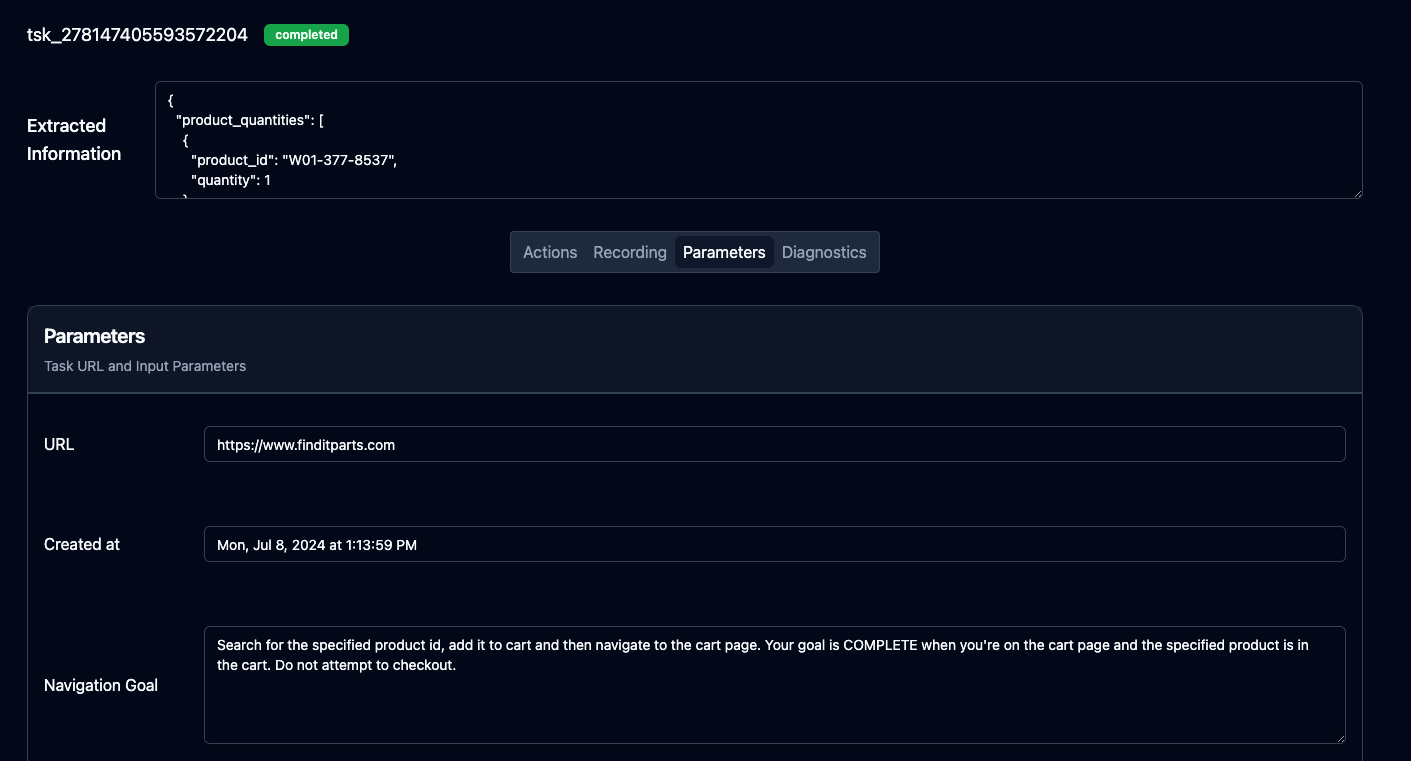 tsk_278147405593572204
completed
Extracted
Information
{
"product_quantities": [
{
"product_id": "W01-377-8537",
"quantity": 1
Actions Recording Parameters Diagnostics
Parameters
Task URL and Input Parameters
URL
https://www.finditparts.com
Created at
Mon, Jul 8, 2024 at 1:13:59 PM
Navigation Goal
Search for the specified product id, add it to cart and then navigate to the cart page. Your goal is COMPLETE when you're on the cart page and the specified product is in
the cart. Do not attempt to checkout.